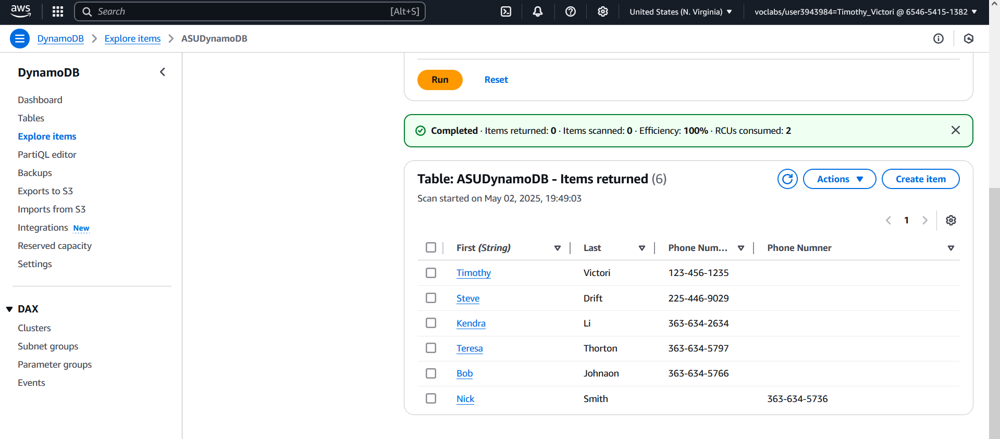 aws
Search [Alt+S]
United States (N. Virginia) ▼
voclabs/user3943984=Timothy_Victori @ 6546-5415-1382 ▼
DynamoDB > Explore items > ASUDynamoDB
DynamoDB
Dashboard
Tables
Explore items
PartiQL editor
Backups
Exports to S3
Imports from S3
Integrations New
Reserved capacity
Settings
▼ DAX
Clusters
Subnet groups
Parameter groups
Events
Run Reset
Completed · Items returned: 0 · Items scanned: 0 · Efficiency: 100% · RCUs consumed: 2
Table: ASUDynamoDB - Items returned (6)
Actions ▼
Create item
Scan started on May 02, 2025, 19:49:03
< 1 >
First (String) Last Phone Num... Phone Numner
Timothy Victori 123-456-1235
Steve Drift 225-446-9029
Kendra Li 363-634-2634
Teresa Thorton 363-634-5797
Bob Johnaon 363-634-5766
Nick Smith 363-634-5736